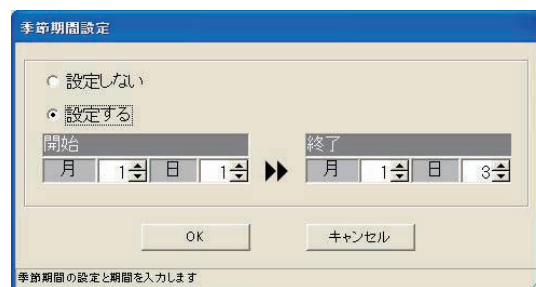 季節期間設定
設定しない
設定する
開始 終了
月 1 日 1 月 1 日 3
OK キャンセル
季節期間の設定と期間を入力します